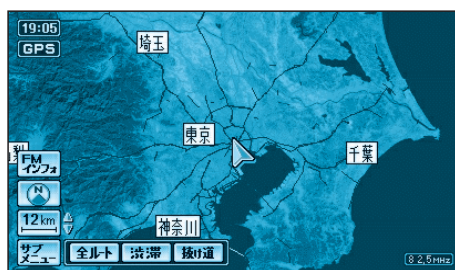 19:05
GPS
埼玉
東京
千葉
梨
FM
インフォ
N
12km
神奈川
サブ
メニュー
全ルート 渋滞 抜け道
82.5MHz